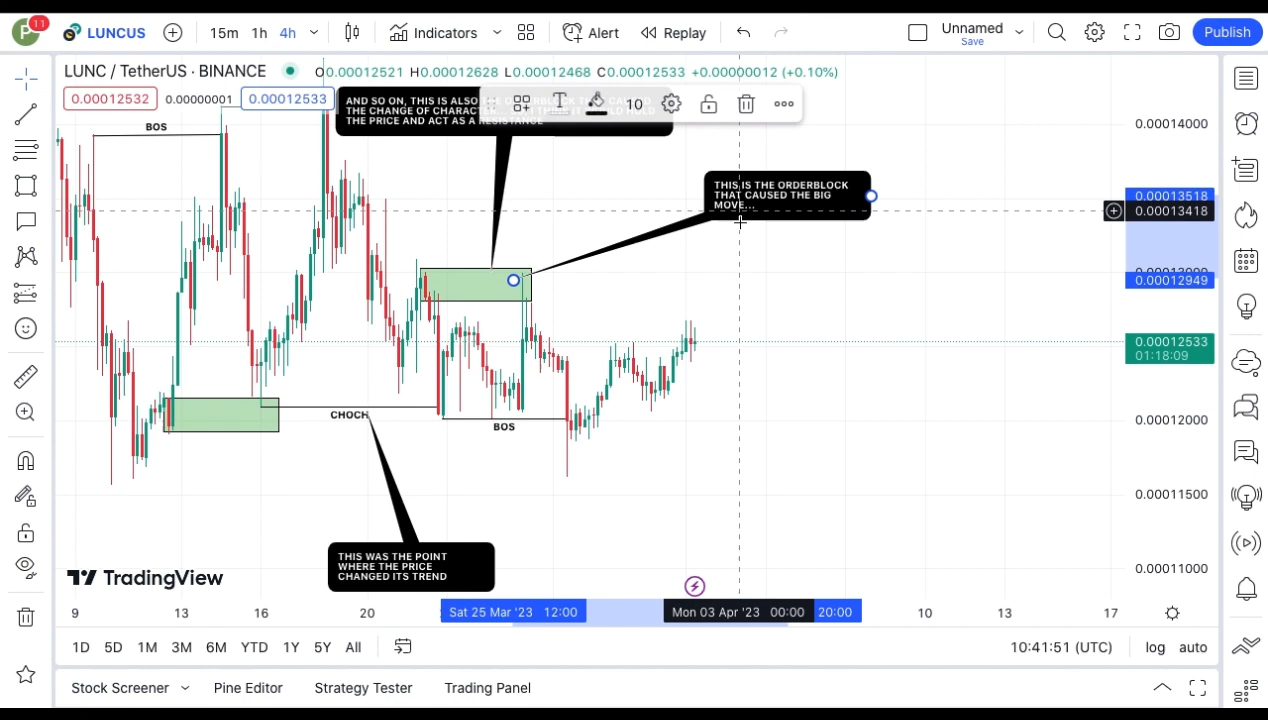 11
LUNCUS
15m 1h 4h
Indicators
Alert
Replay
Unnamed
Save
Publish
LUNC / TetherUS · BINANCE
O0.00012521 H0.00012628 L0.00012468 C0.00012533 +0.00000012 (+0.10%)
0.00012532 0.00000001 0.00012533
AND SO ON, THIS IS ALSO
THE CHANGE OF CHARACTER
THE PRICE AND ACT AS A RESISTANCE
10
BOS
THIS IS THE ORDERBLOCK
THAT CAUSED THE BIG
MOVE...
0.00014000
0.00013518
0.00013418
0.00012949
0.00012533
01:18:09
0.00012000
0.00011500
0.00011000
CHOCH
BOS
THIS WAS THE POINT
WHERE THE PRICE
CHANGED ITS TREND
TradingView
9 13 16 20 Sat 25 Mar '23 12:00 Mon 03 Apr '23 00:00 20:00 10 13 17
1D 5D 1M 3M 6M YTD 1Y 5Y All
10:41:51 (UTC) log auto
Stock Screener Pine Editor Strategy Tester Trading Panel